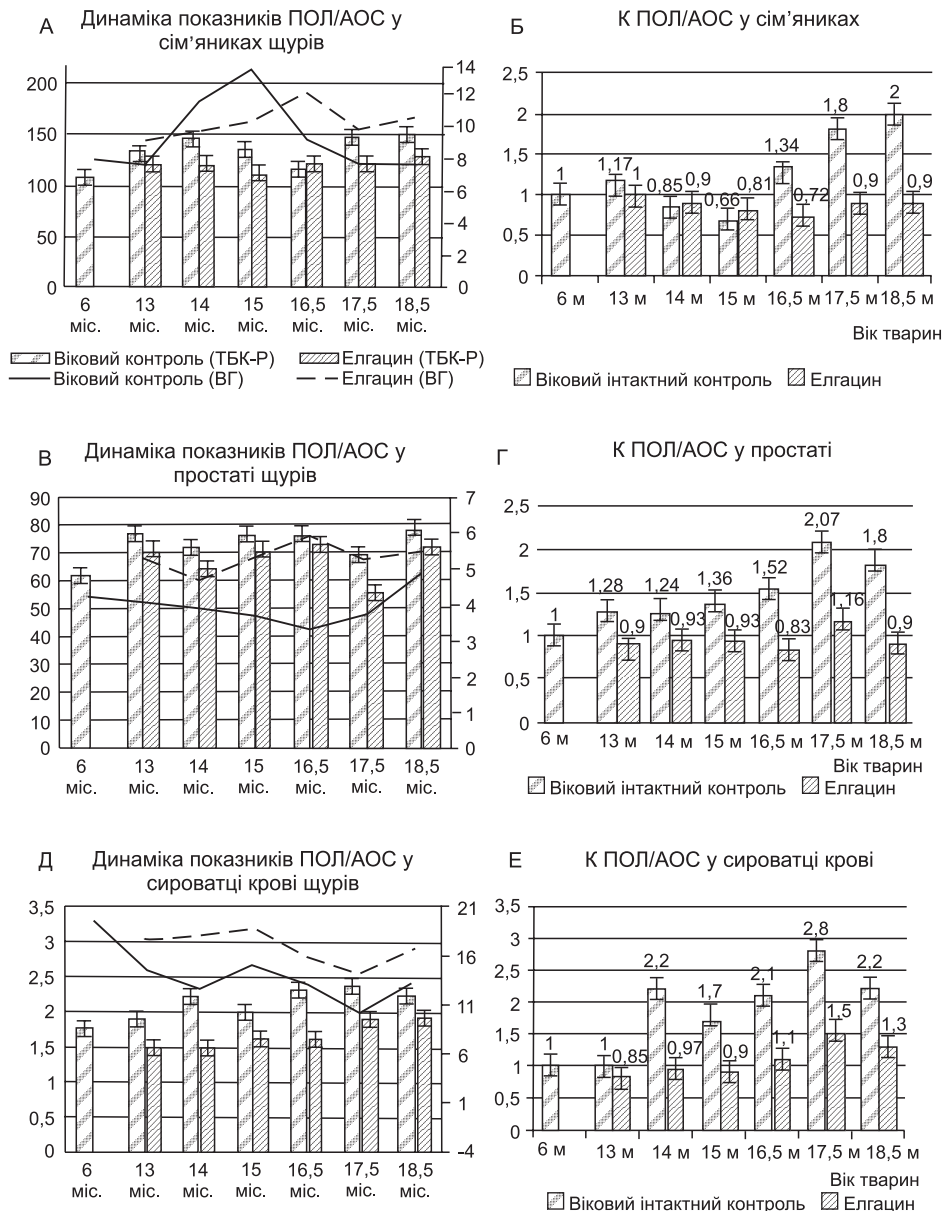 А
Динаміка показників ПОЛ/АОС у
сім’яниках щурів
200
150
100
50
0
14
12
10
8
6
4
2
0
6 13 14 15 16,5 17,5 18,5
міс. міс. міс. міс. міс. міс. міс.
Віковий контроль (ТБК-Р) Елгацин (ТБК-Р)
Віковий контроль (ВГ) Елгацин (ВГ)
Б
К ПОЛ/АОС у сім’яниках
2,5
2
1,5
1
0,5
0
1 1,17 1 0,85 0,9 0,66 0,81 1,34 0,72 1,8 0,9 2 0,9
6 м 13 м 14 м 15 м 16,5 м 17,5 м 18,5 м
Вік тварин
Віковий інтактний контроль Елгацин
В
Динаміка показників ПОЛ/АОС у
простаті щурів
90
80
70
60
50
40
30
20
10
0
7
6
5
4
3
2
1
0
6 13 14 15 16,5 17,5 18,5
міс. міс. міс. міс. міс. міс. міс.
Г
К ПОЛ/АОС у простаті
2,5
2
1,5
1
0,5
0
1 1,28 0,9 1,24 0,93 1,36 0,93 1,52 0,83 2,07 1,16 1,8 0,9
6 м 13 м 14 м 15 м 16,5 м 17,5 м 18,5 м
Вік тварин
Віковий інтактний контроль Елгацин
Д
Динаміка показників ПОЛ/АОС у
сироватці крові щурів
3,5
3
2,5
2
1,5
1
0,5
0
21
16
11
6
1
-4
6 13 14 15 16,5 17,5 18,5
міс. міс. міс. міс. міс. міс. міс.
Е
К ПОЛ/АОС у сироватці крові
3,5
3
2,5
2
1,5
1
0,5
0
1 1 0,85 2,2 0,97 1,7 0,9 2,1 1,1 2,8 1,5 2,2 1,3
6 м 13 м 14 м 15 м 16,5 м 17,5 м 18,5 м
Вік тварин
Віковий інтактний контроль Елгацин